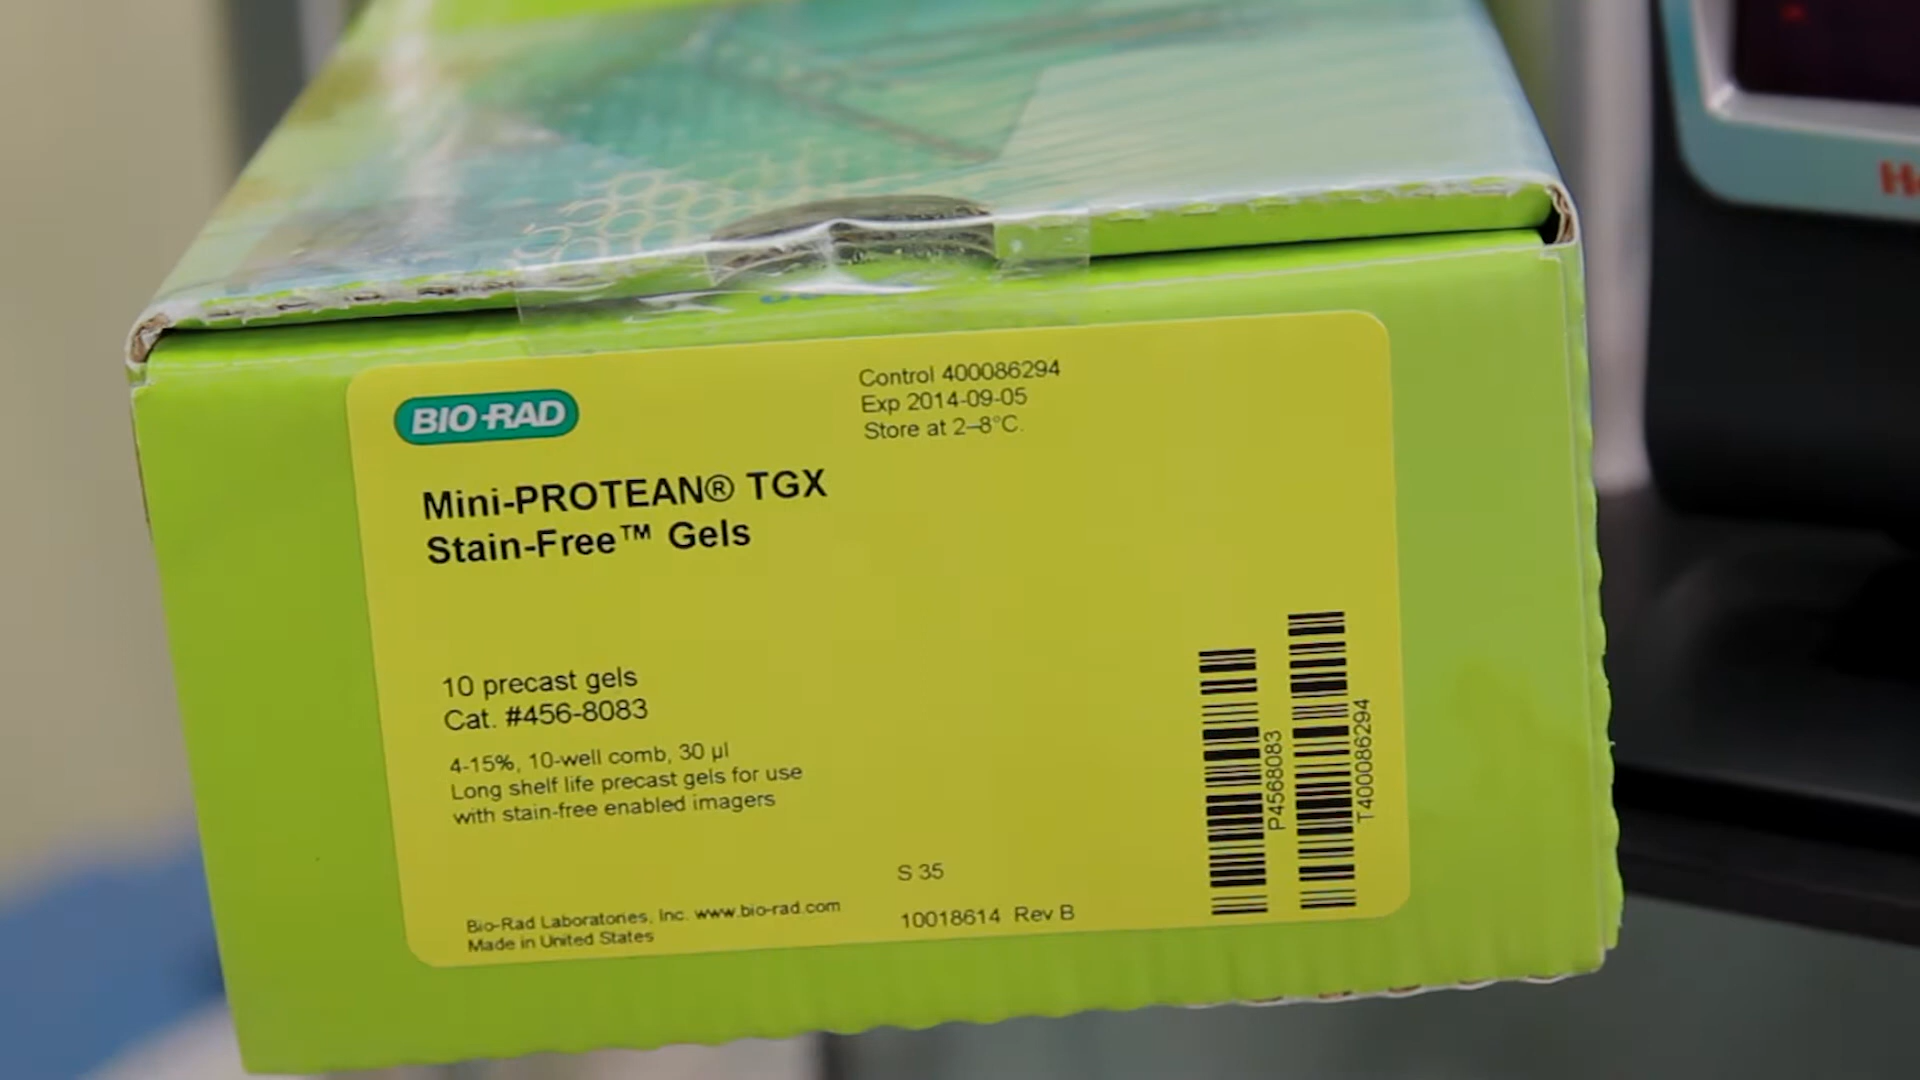 BIO-RAD
Control 400086294
Exp 2014-09-05
Store at 2–8°C.
Mini-PROTEAN® TGX
Stain-Free™ Gels
10 precast gels
Cat. #456-8083
4-15%, 10-well comb, 30 µl
Long shelf life precast gels for use
with stain-free enabled imagers
P4568083
T400086294
S 35
Bio-Rad Laboratories, Inc. www.bio-rad.com
Made in United States
10018614 Rev B